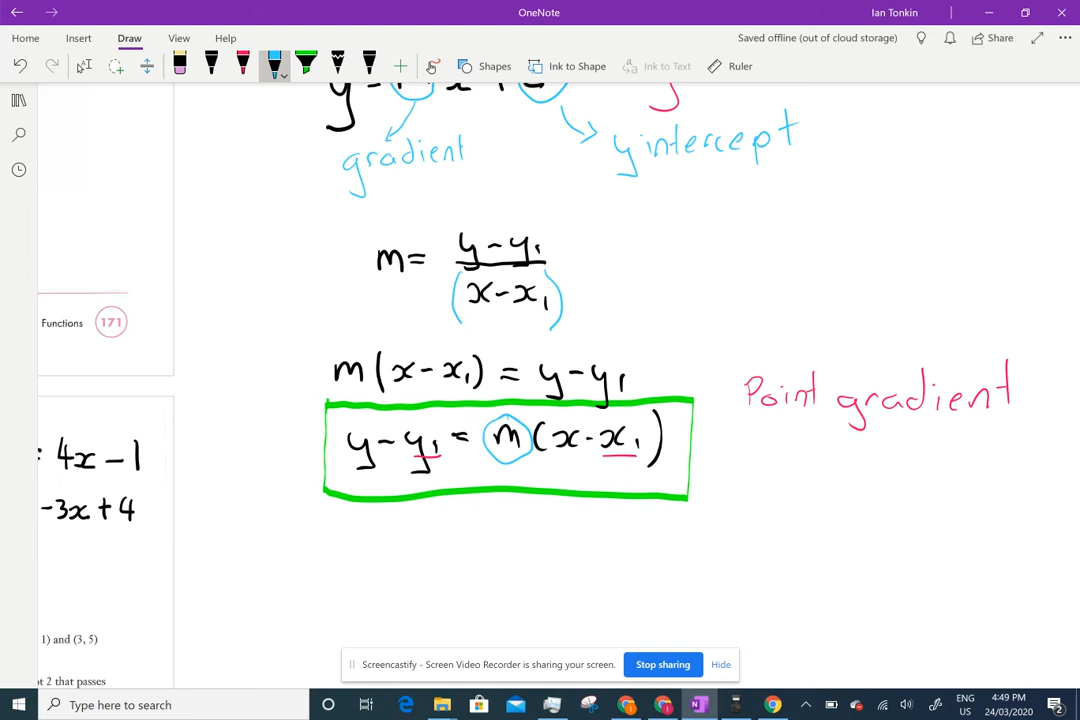 OneNote
Ian Tonkin
Home Insert Draw View Help
Saved offline (out of cloud storage)
Share
Shapes
Ink to Shape
Ink to Text
Ruler
gradient
y intercept
m = y - y₁
(x - x₁)
Functions 171
m(x - x₁) = y - y₁
Point gradient
y - y₁ = m(x - x₁)
: 4x - 1
-3x + 4
1) and (3, 5)
t 2 that passes
Screencastify - Screen Video Recorder is sharing your screen.
Stop sharing
Hide
Type here to search
ENG
US
4:49 PM
24/03/2020
2